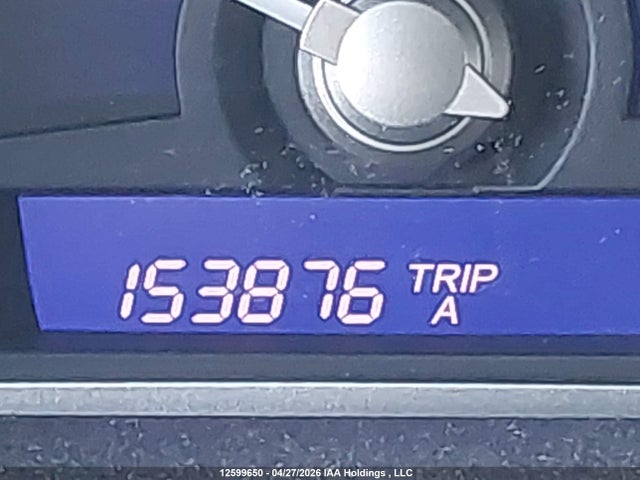 153876 TRIP
A
12599650 - 04/27/2026 IAA Holdings , LLC